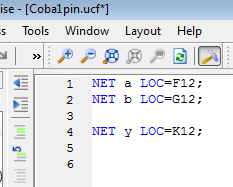 ise - [Coba1pin.ucf*]
Tools Window Layout Help
1 NET a LOC=F12;
2 NET b LOC=G12;
3
4 NET y LOC=K12;
5
6